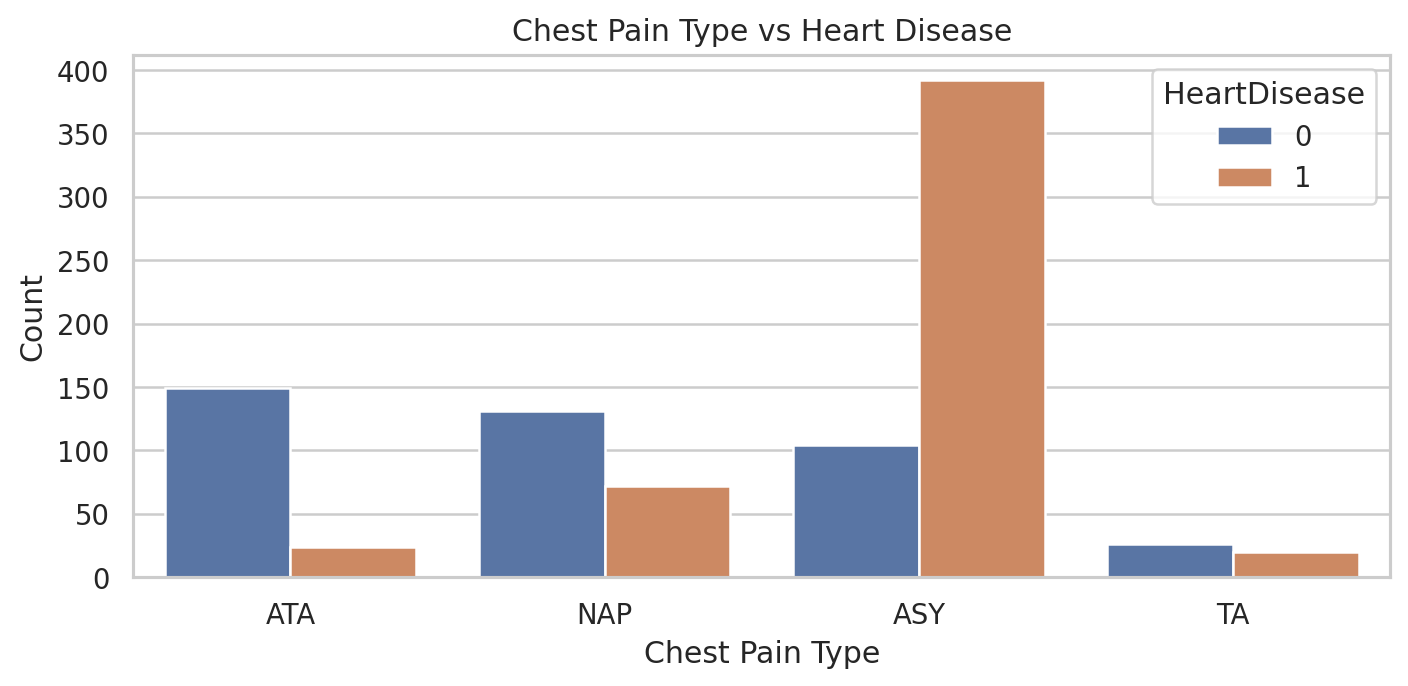 Chest Pain Type vs Heart Disease
HeartDisease
0
1
Count
400
350
300
250
200
150
100
50
0
ATA NAP ASY TA
Chest Pain Type